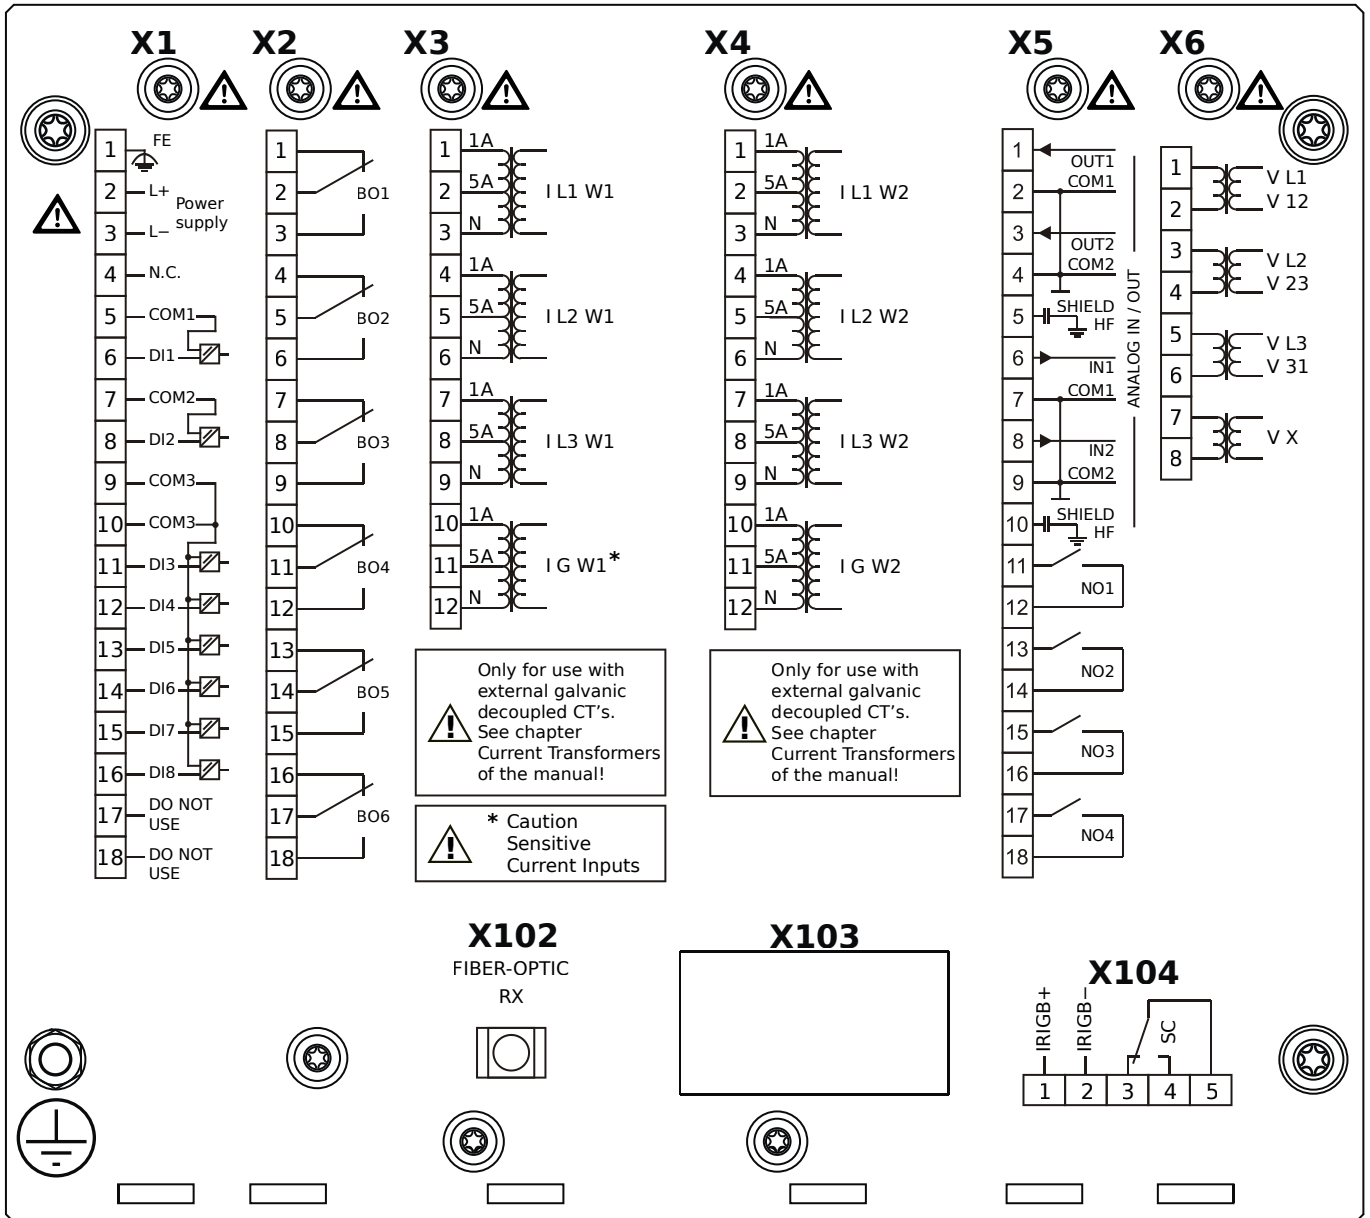 X1
X2
X3
X4
X5
X6
1 FE
2 L+
Power
supply
3 L−
4 N.C.
5 COM1
6 DI1
7 COM2
8 DI2
9 COM3
10 COM3
11 DI3
12 DI4
13 DI5
14 DI6
15 DI7
16 DI8
17 DO NOT
USE
18 DO NOT
USE
1
2 BO1
3
4
5 BO2
6
7
8 BO3
9
10
11 BO4
12
13
14 BO5
15
16
17 BO6
18
1 1A
2 5A I L1 W1
3 N
4 1A
5 5A I L2 W1
6 N
7 1A
8 5A I L3 W1
9 N
10 1A
11 5A I G W1*
12 N
Only for use with
external galvanic
decoupled CT's.
See chapter
Current Transformers
of the manual!
* Caution
Sensitive
Current Inputs
1 1A
2 5A I L1 W2
3 N
4 1A
5 5A I L2 W2
6 N
7 1A
8 5A I L3 W2
9 N
10 1A
11 5A I G W2
12 N
Only for use with
external galvanic
decoupled CT's.
See chapter
Current Transformers
of the manual!
1 OUT1
2 COM1
3 OUT2
4 COM2
5 SHIELD
HF
6 IN1
7 COM1
8 IN2
9 COM2
10 SHIELD
HF
ANALOG IN / OUT
11
NO1
12
13
NO2
14
15
NO3
16
17
NO4
18
1 V L1
2 V 12
3 V L2
4 V 23
5 V L3
6 V 31
7
V X
8
X102
FIBER-OPTIC
RX
X103
X104
IRIGB+
IRIGB−
SC
1 2 3 4 5